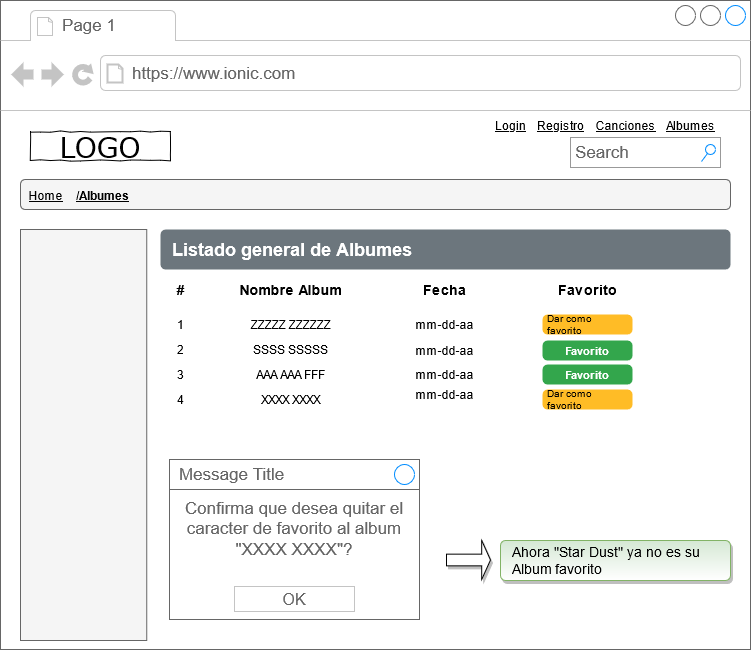 Page 1
https://www.ionic.com
Login Registro Canciones Albumes
LOGO
Search
Home /Albumes
Listado general de Albumes
# Nombre Album Fecha Favorito
1 ZZZZZ ZZZZZZ mm-dd-aa Dar como favorito
2 SSSS SSSSS mm-dd-aa Favorito
3 AAA AAA FFF mm-dd-aa Favorito
4 XXXX XXXX mm-dd-aa Dar como favorito
Message Title
Confirma que desea quitar el
caracter de favorito al album
"XXXX XXXX"?
OK
Ahora "Star Dust" ya no es su
Album favorito